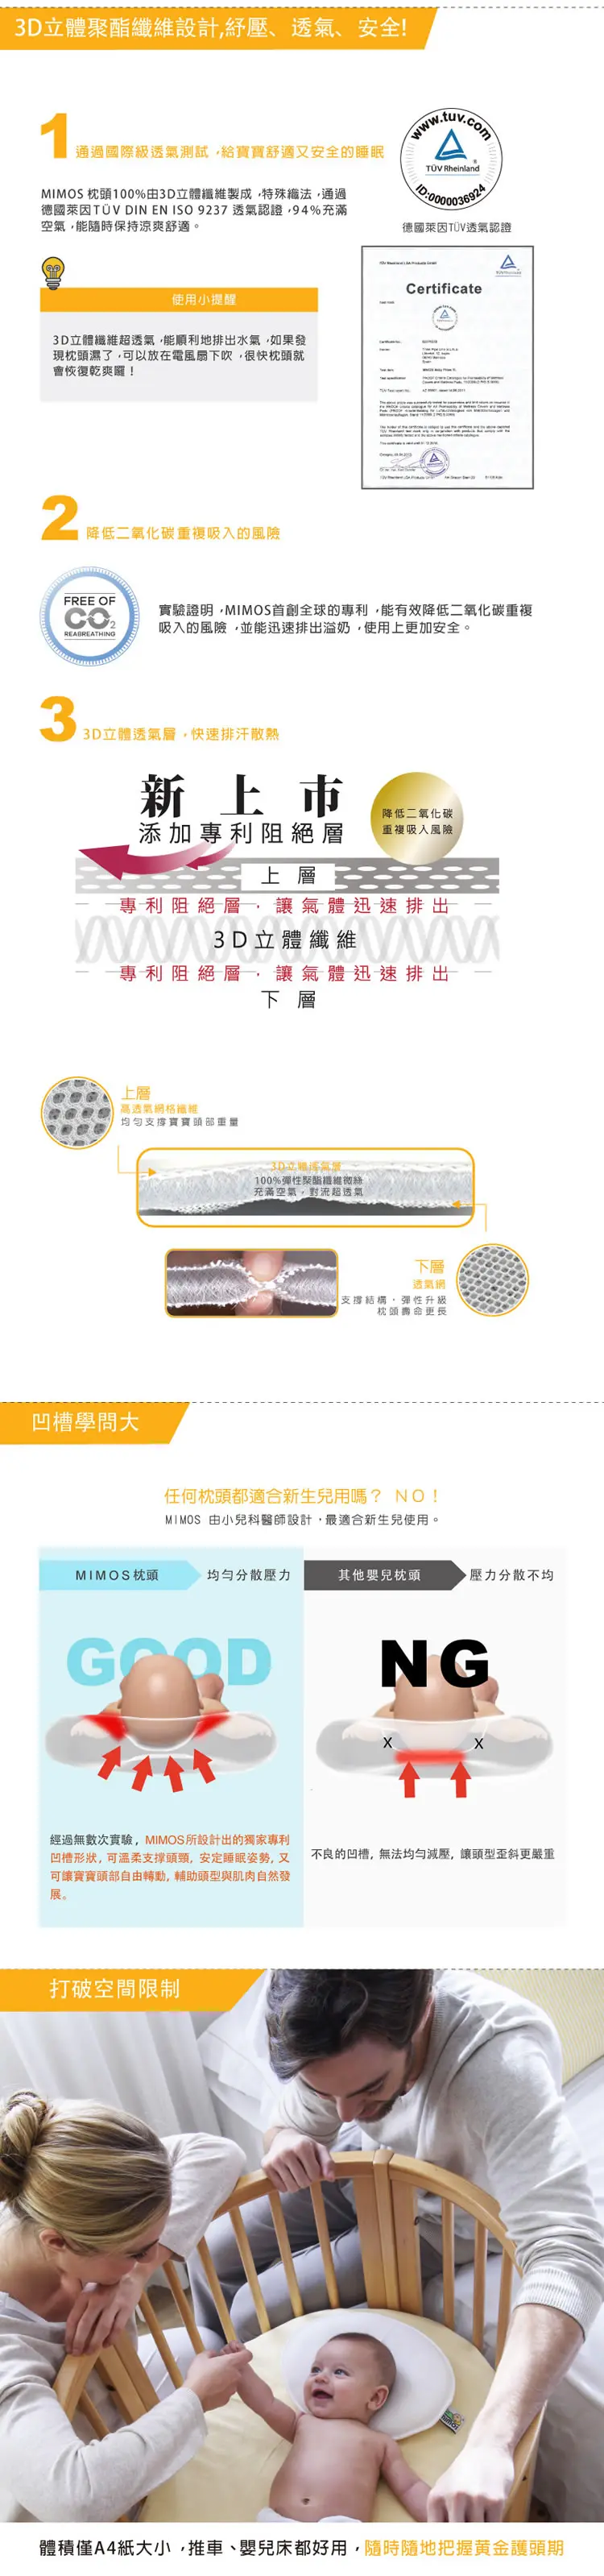 3D立體聚酯纖維設計,紓壓、透氣、安全!
1
通過國際級透氣測試,給寶寶舒適又安全的睡眠
MIMOS 枕頭100%由3D立體纖維製成,特殊織法,通過
德國萊因TÜV DIN EN ISO 9237 透氣認證,94%充滿
空氣,能隨時保持涼爽舒適。
www.tuv.com
TÜV Rheinland
ID:0000036924
德國萊因TÜV透氣認證
使用小提醒
3D立體纖維超透氣,能順利地排出水氣,如果發
現枕頭濕了,可以放在電風扇下吹,很快枕頭就
會恢復乾爽囉!
Certificate
2
降低二氧化碳重複吸入的風險
FREE OF
CO2
REABREATHING
實驗證明,MIMOS首創全球的專利,能有效降低二氧化碳重複
吸入的風險,並能迅速排出溢奶,使用上更加安全。
3
3D立體透氣層,快速排汗散熱
新上市
添加專利阻絕層
降低二氧化碳
重複吸入風險
上層
專利阻絕層,讓氣體迅速排出
3D立體纖維
專利阻絕層,讓氣體迅速排出
下層
上層
高透氣網格纖維
均勻支撐寶寶頭部重量
3D立體透氣層
100%彈性聚酯纖維微絲
充滿空氣,對流超透氣
下層
透氣網
支撐結構,彈性升級
枕頭壽命更長
凹槽學問大
任何枕頭都適合新生兒用嗎? NO!
MIMOS 由小兒科醫師設計,最適合新生兒使用。
MIMOS枕頭
均勻分散壓力
其他嬰兒枕頭
壓力分散不均
GOOD
NG
X
X
經過無數次實驗, MIMOS所設計出的獨家專利
凹槽形狀, 可溫柔支撐頭頸, 安定睡眠姿勢, 又
可讓寶寶頭部自由轉動, 輔助頭型與肌肉自然發
展。
不良的凹槽, 無法均勻減壓, 讓頭型歪斜更嚴重
打破空間限制
體積僅A4紙大小,推車、嬰兒床都好用,隨時隨地把握黃金護頭期